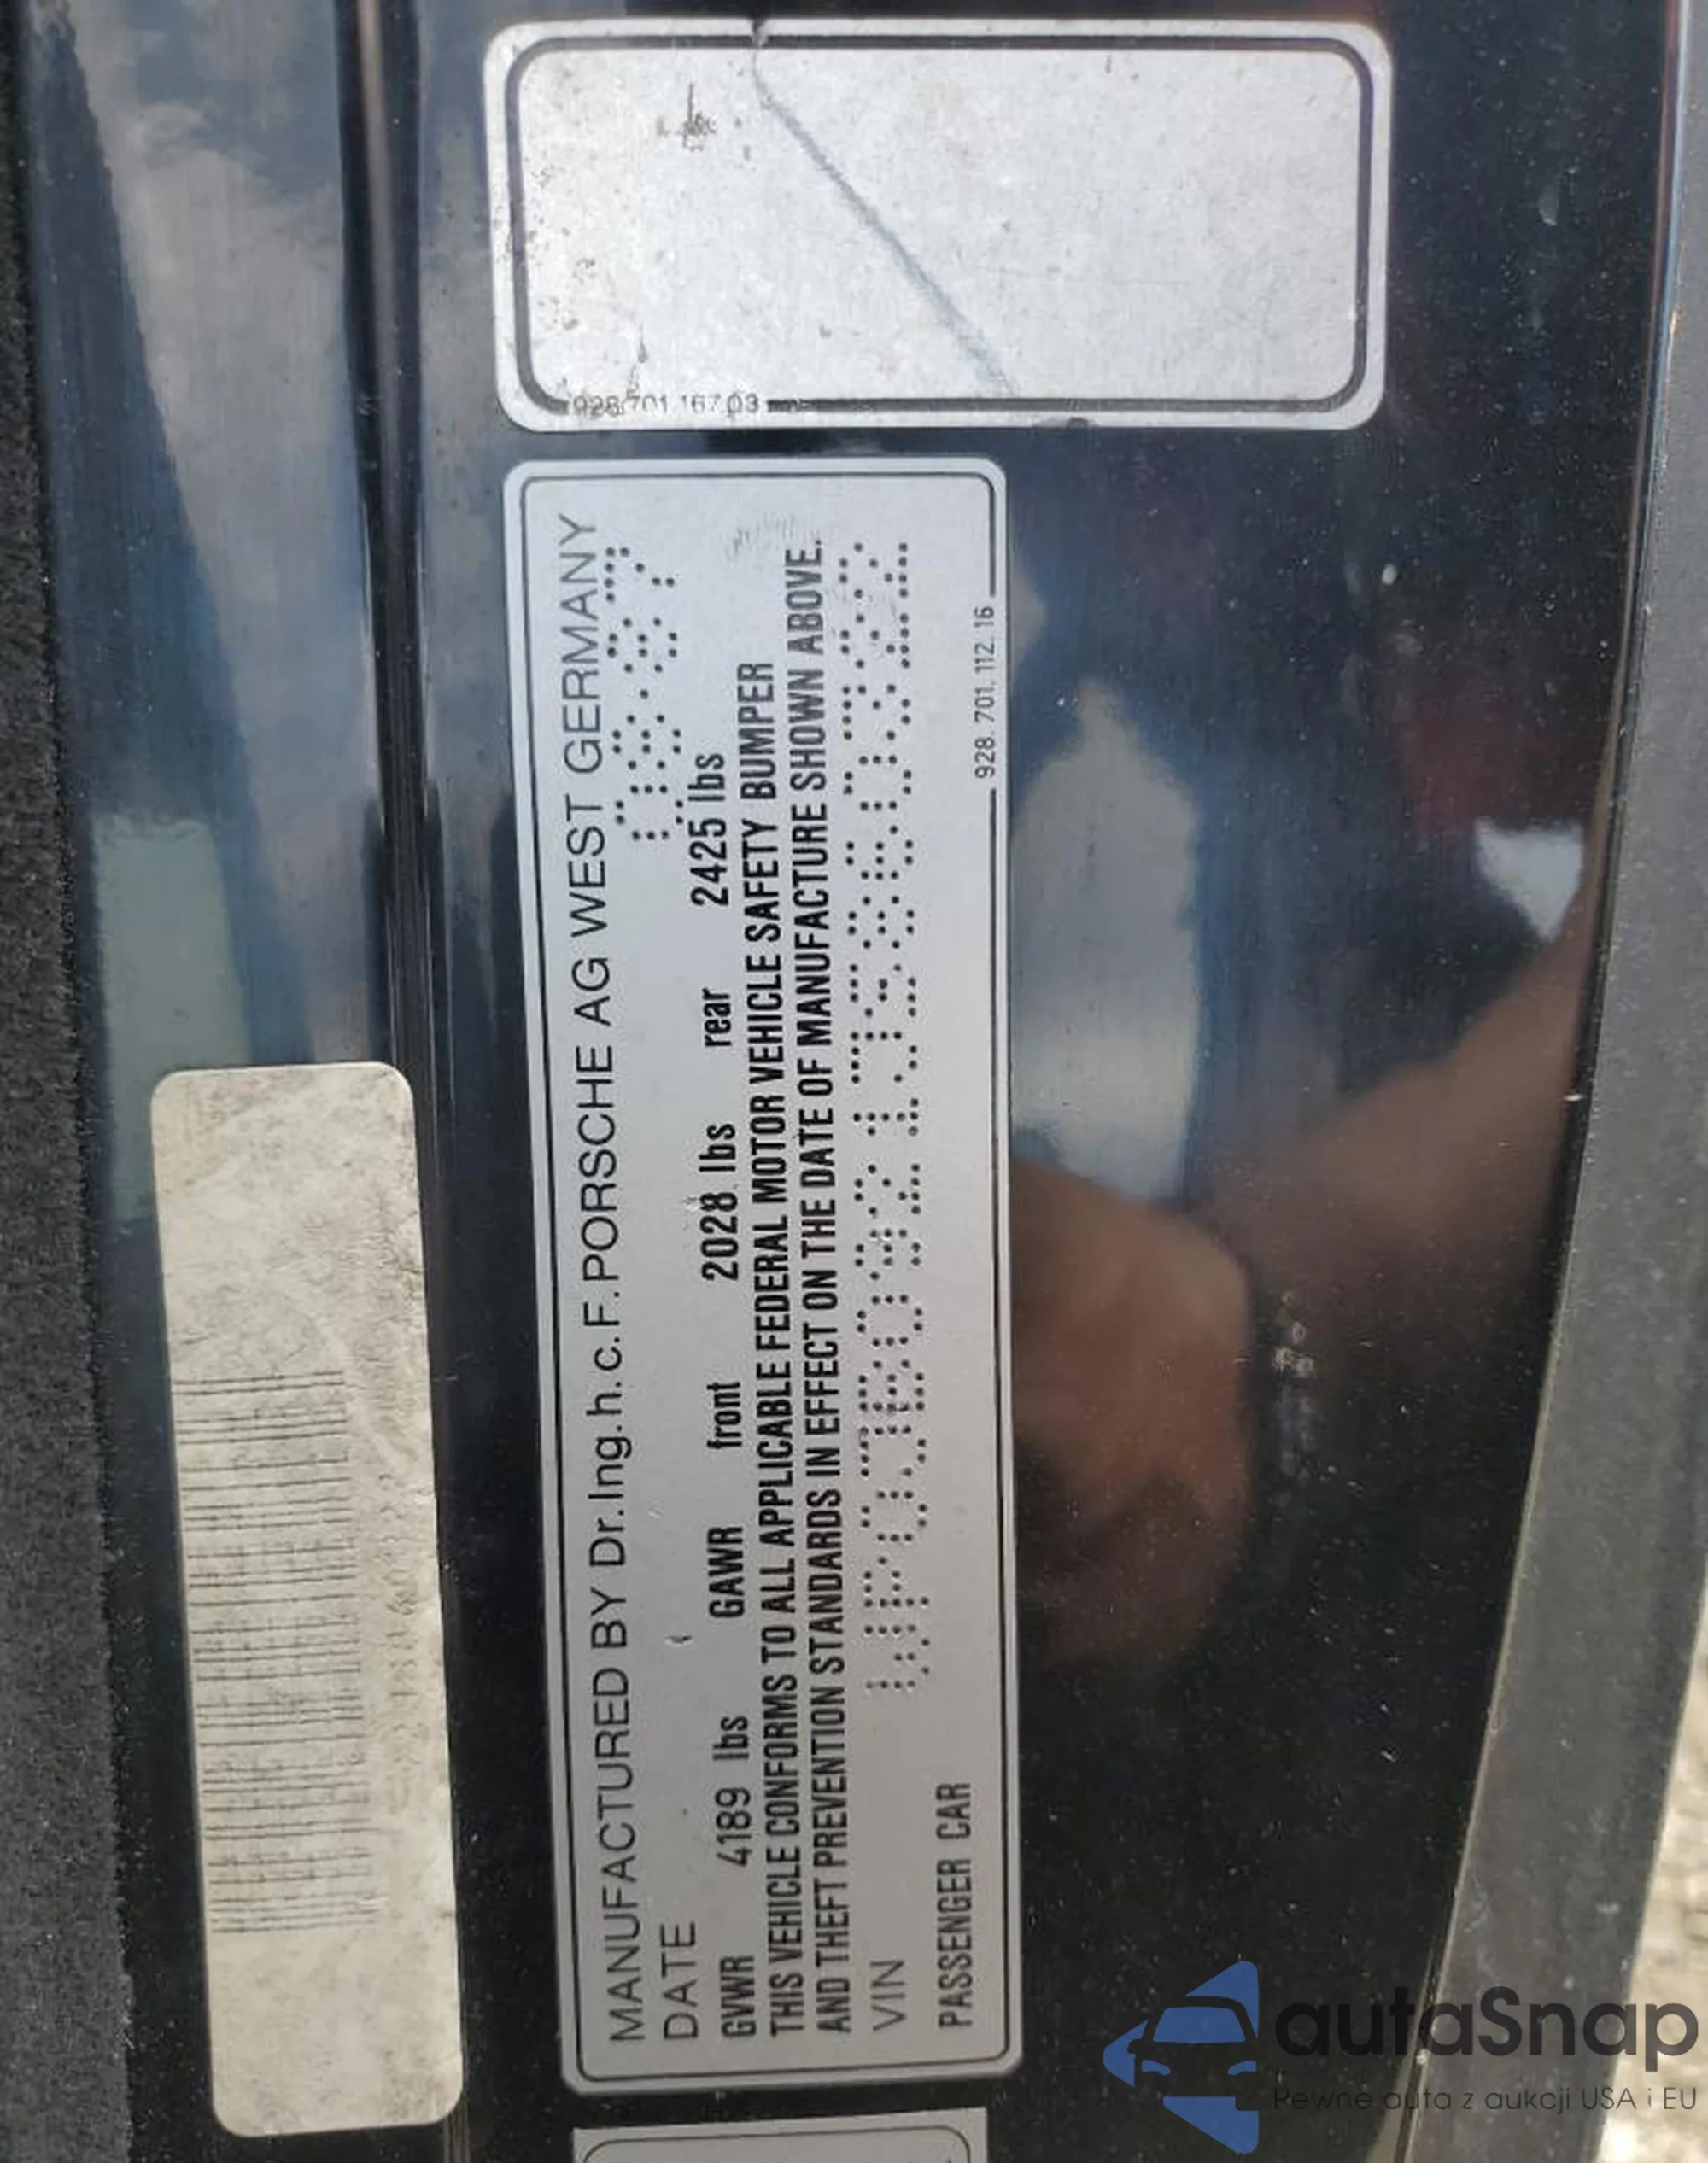 MANUFACTURED BY Dr.Ing.h.c.F.PORSCHE AG WEST GERMANY
DATE
GVWR 4189 lbs GAWR front 2028 lbs rear 2425 lbs
THIS VEHICLE CONFORMS TO ALL APPLICABLE FEDERAL MOTOR VEHICLE SAFETY BUMPER
AND THEFT PREVENTION STANDARDS IN EFFECT ON THE DATE OF MANUFACTURE SHOWN ABOVE.
VIN
PASSENGER CAR
928. 701. 112. 16
928.701.167.03
autaSnap
Pewne auta z aukcji USA i EU